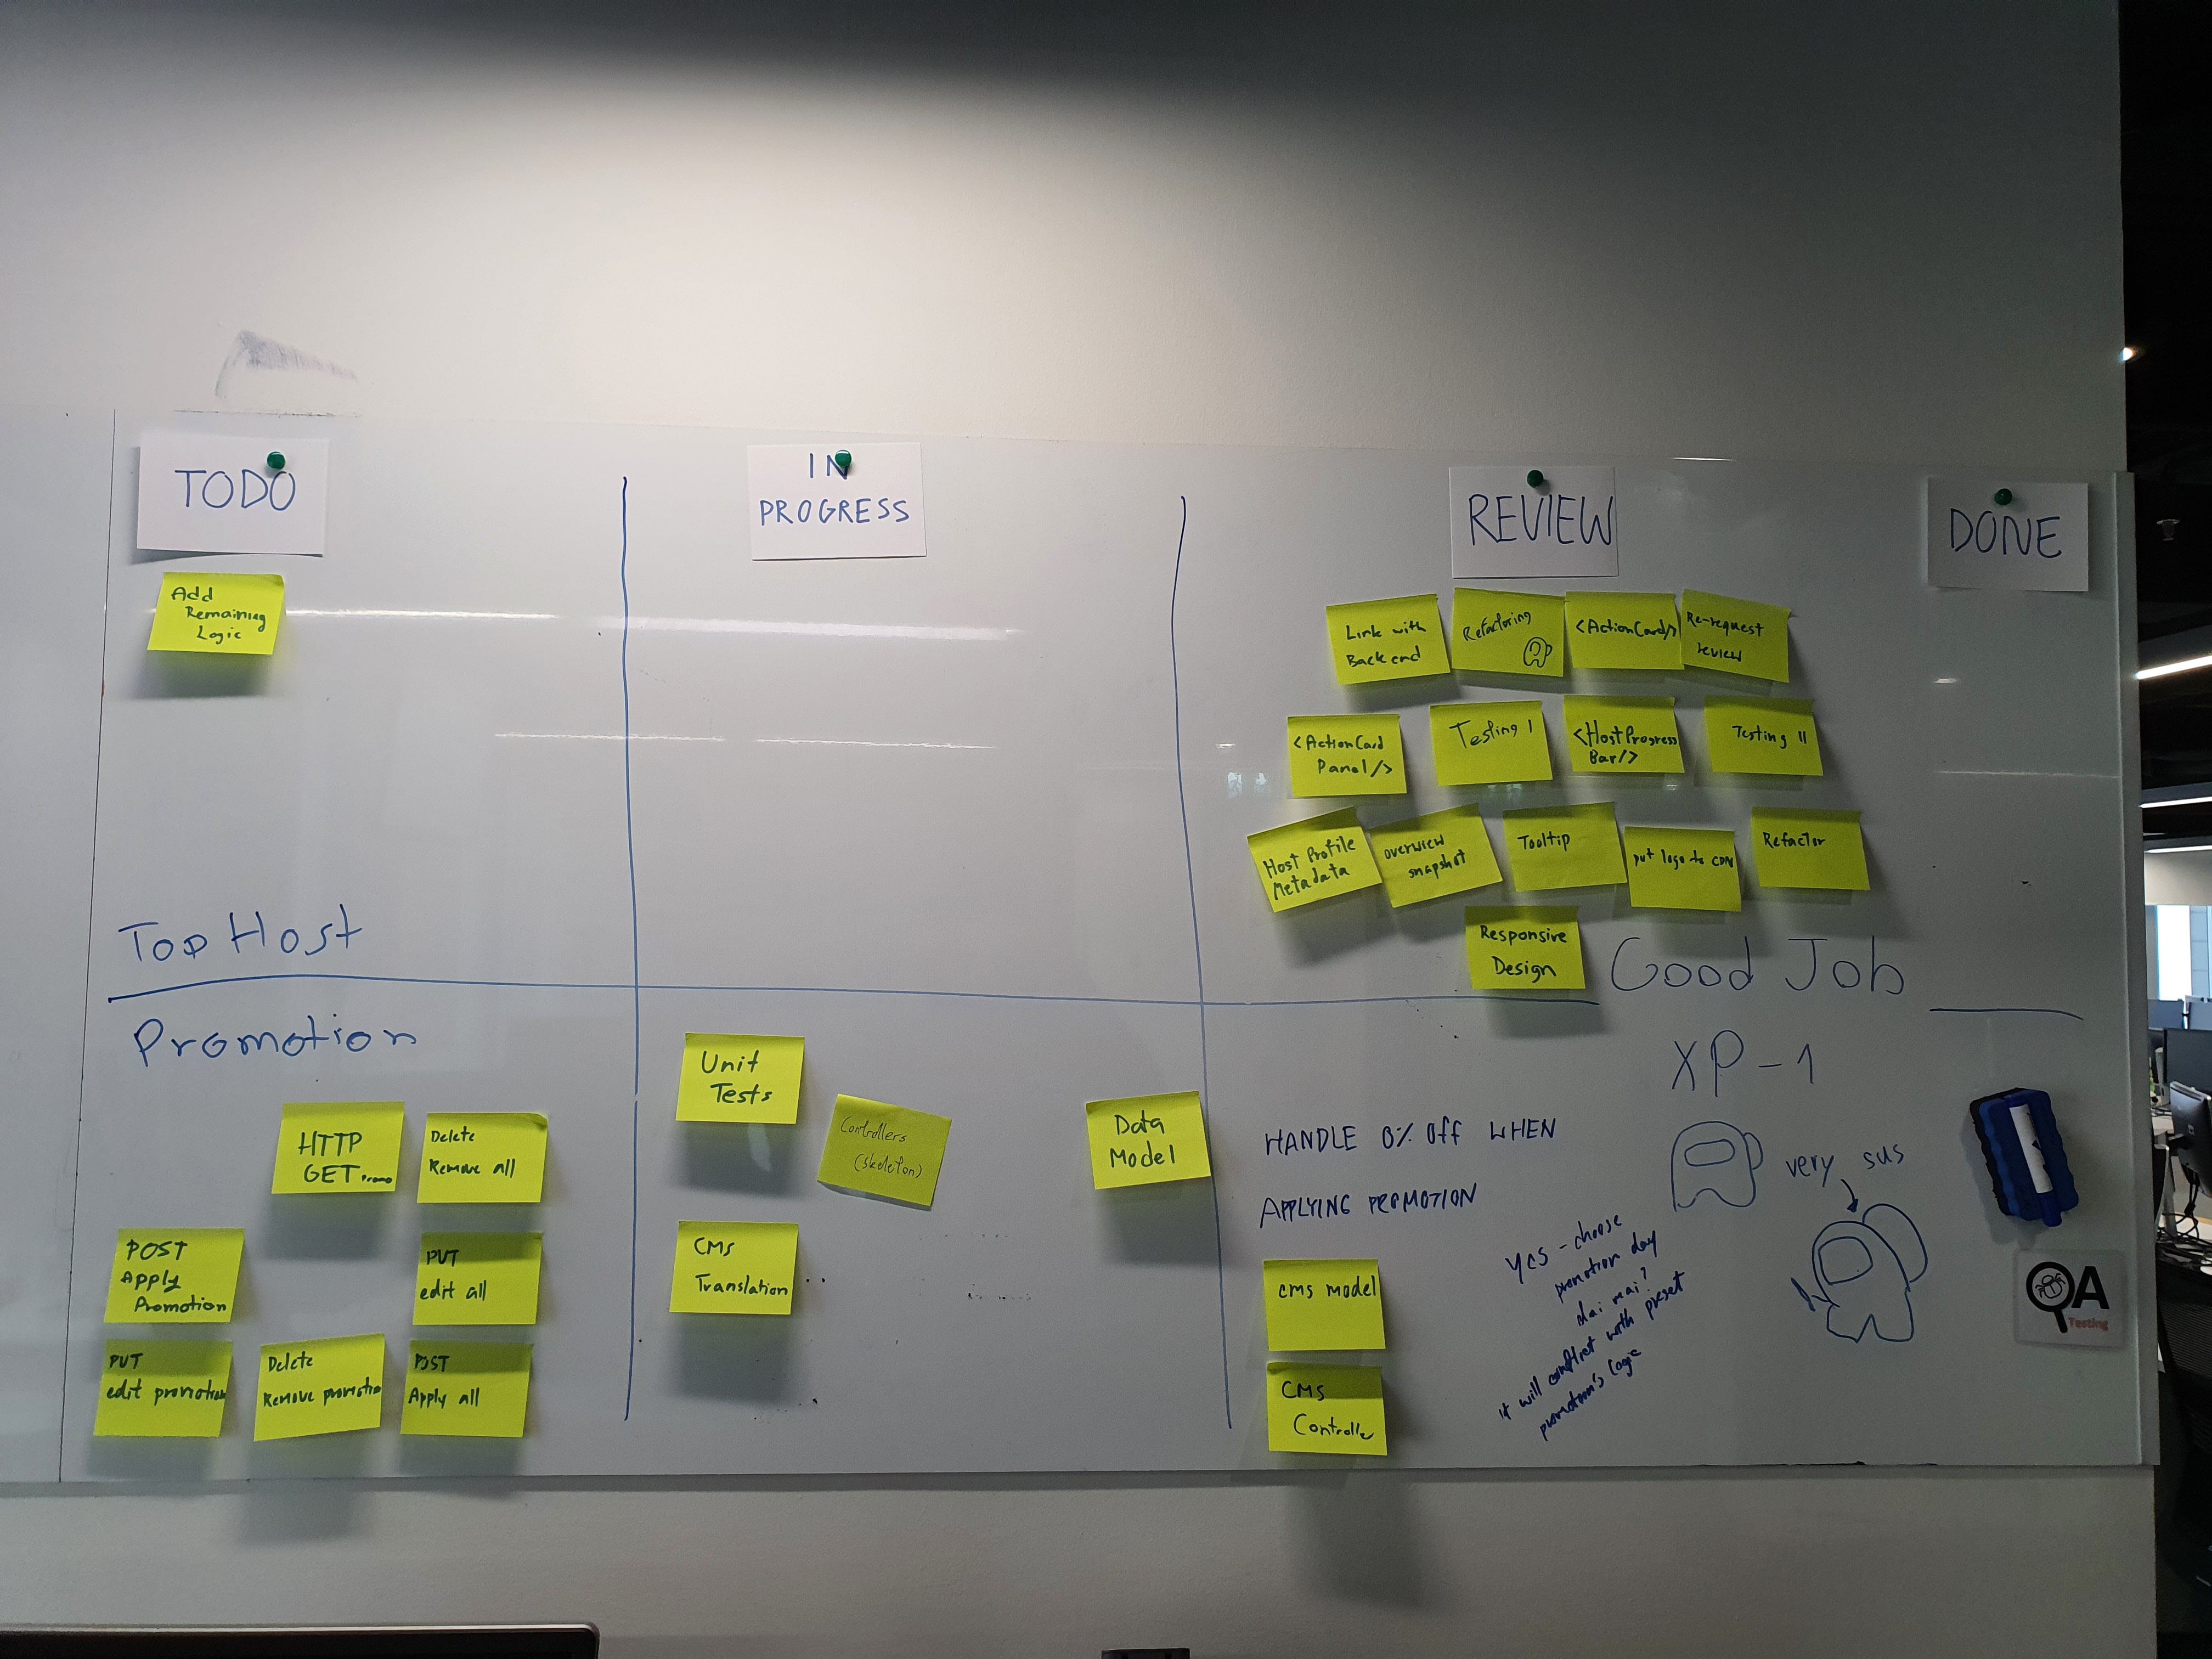 TODO
IN
PROGRESS
REVIEW
DONE
Add
Remaining
Logic
Link with
Backend
Refactoring
<ActionCard/>
Re-request
review
<ActionCard
Panel/>
Testing I
<HostProgress
Bar/>
Testing II
Host Profile
Metadata
overview
snapshot
Tooltip
put logo to CDN
Refactor
Responsive
Design
Top Host
Good Job
Promotion
XP-1
HTTP
GET promo
Delete
Remove all
POST
Apply
Promotion
PUT
edit all
PUT
edit promotion
Delete
Remove promotion
POST
Apply all
Unit
Tests
Controllers
(skeleton)
Data
Model
CMS
Translation
HANDLE 0% Off WHEN
APPLYING PROMOTION
very sus
yes - choose
promotion day
dai mai?
it will conflict with preset
promotion's logic
cms model
CMS
Controller
QA
Testing